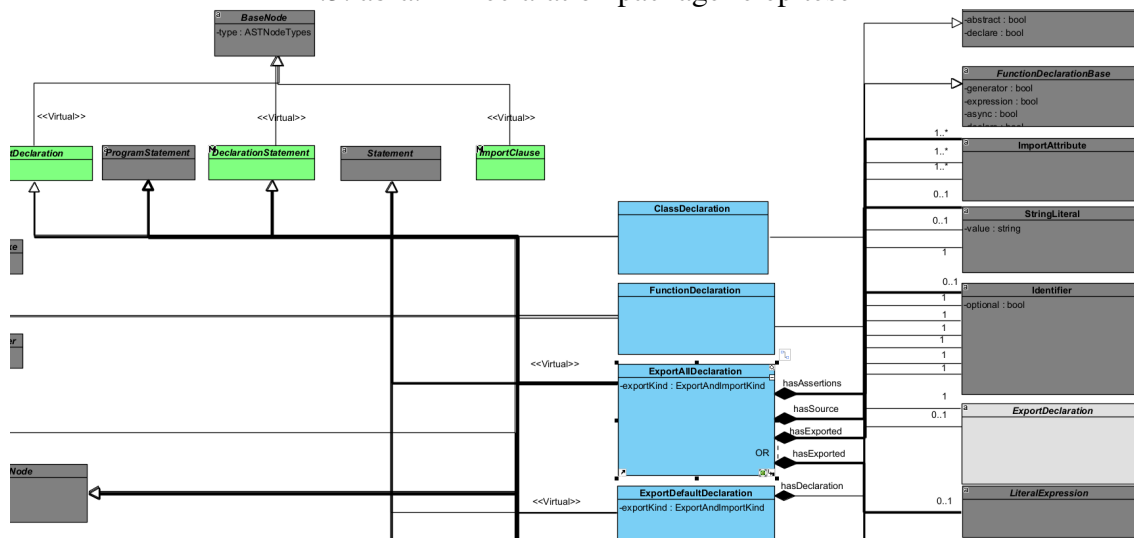 BaseNode
-type : ASTNodeTypes
-abstract : bool
-declare : bool
FunctionDeclarationBase
-generator : bool
-expression : bool
-async : bool
<<Virtual>>
<<Virtual>>
<<Virtual>>
tDeclaration
ProgramStatement
DeclarationStatement
Statement
ImportClause
1..*
1..*
1..*
0..1
ImportAttribute
ClassDeclaration
0..1
1
StringLiteral
-value : string
FunctionDeclaration
0..1
1
1
1
1
1
1
Identifier
-optional : bool
er
<<Virtual>>
ExportAllDeclaration
-exportKind : ExportAndImportKind
OR
hasAssertions
hasSource
hasExported
hasExported
1
0..1
ExportDeclaration
Node
<<Virtual>>
ExportDefaultDeclaration
-exportKind : ExportAndImportKind
hasDeclaration
0..1
LiteralExpression